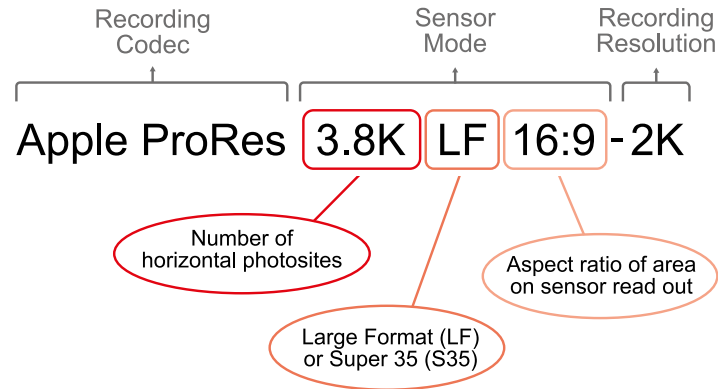 Recording Codec
Sensor Mode
Recording Resolution
Apple ProRes 3.8K LF 16:9 - 2K
Number of
horizontal photosites
Aspect ratio of area
on sensor read out
Large Format (LF)
or Super 35 (S35)